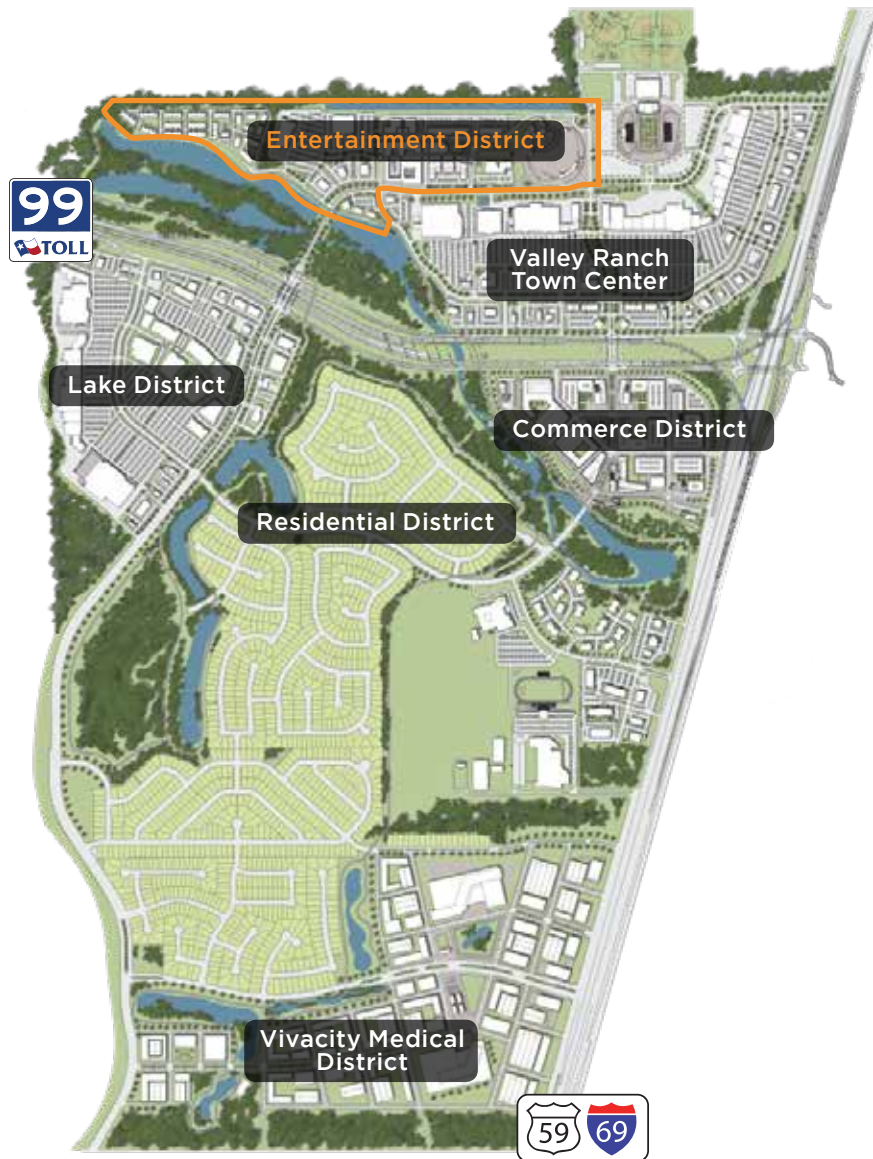 Entertainment District
99
TOLL
Valley Ranch
Town Center
Lake District
Commerce District
Residential District
Vivacity Medical
District
59
69